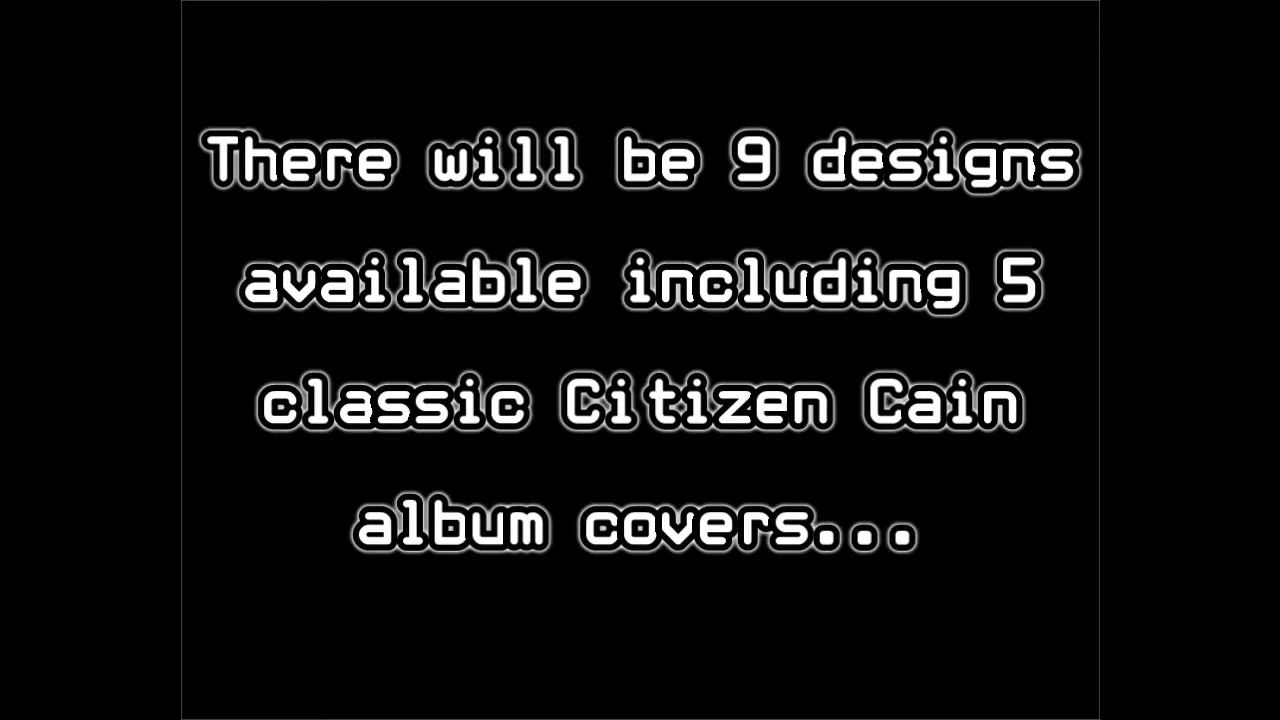 There will be 9 designs
available including 5
classic Citizen Cain
album covers...